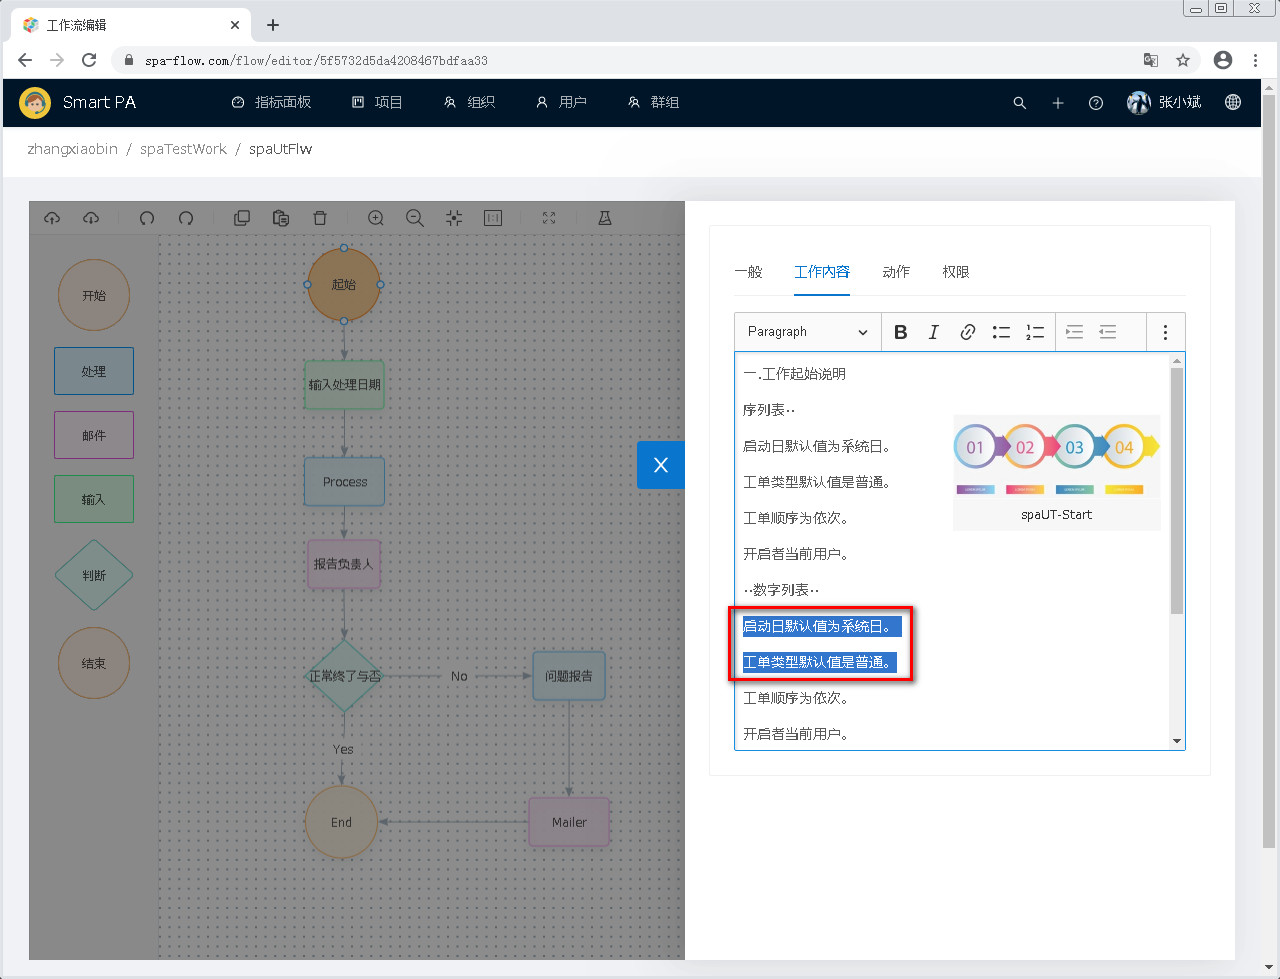 工作流编辑
spa-flow.com/flow/editor/5f5732d5da4208467bdfaa33
Smart PA
指标面板
项目
组织
用户
群组
张小斌
zhangxiaobin / spaTestWork / spaUtFlw
开始
处理
邮件
输入
判断
结束
起始
输入处理日期
Process
报告负责人
正常终了与否
No
问题报告
Yes
End
Mailer
X
一般
工作内容
动作
权限
Paragraph
一.工作起始说明
序列表··
启动日默认值为系统日。
工单类型默认值是普通。
工单顺序为依次。
开启者当前用户。
01
02
03
04
spaUT-Start
··数字列表··
启动日默认值为系统日。
工单类型默认值是普通。
工单顺序为依次。
开启者当前用户。